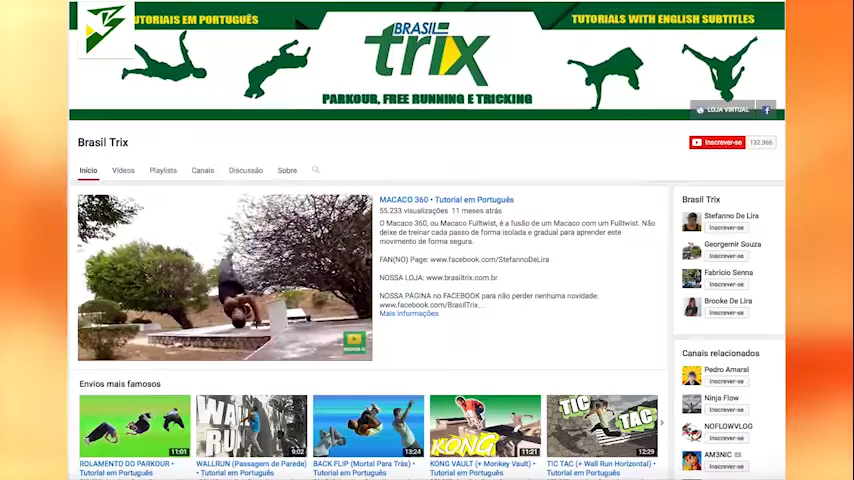 TUTORIAIS EM PORTUGUÊS
BRASIL
trix
TUTORIALS WITH ENGLISH SUBTITLES
PARKOUR, FREE RUNNING E TRICKING
LOJA VIRTUAL
f
Brasil Trix
Inscrever-se 132.366
Início Vídeos Playlists Canais Discussão Sobre
MACACO 360 • Tutorial em Português
55.233 visualizações 11 meses atrás
O Macaco 360, ou Macaco Fulltwist, é a fusão de um Macaco com um Fulltwist. Não
deixe de treinar cada passo de forma isolada e gradual para aprender este
movimento de forma segura.
FAN(NO) Page: www.facebook.com/StefannoDeLira
NOSSA LOJA: www.brasiltrix.com.br
NOSSA PÁGINA no FACEBOOK para não perder nenhuma novidade:
www.facebook.com/BrasilTrix...
Mais informações
INSCREVER-SE
Brasil Trix
Stefanno De Lira
Inscrever-se
Georgemir Souza
Inscrever-se
Fabricio Senna
Inscrever-se
Brooke De Lira
Inscrever-se
Canais relacionados
Pedro Amaral
Inscrever-se
Ninja Flow
Inscrever-se
NOFLOWVLOG
Inscrever-se
AM3NIC
Inscrever-se
Envios mais famosos
11:01
WALL RUN
9:02
13:24
KONG
11:21
TIC TAC
12:29
ROLAMENTO DO PARKOUR •
Tutorial em Português
WALLRUN (Passagem de Parede) •
Tutorial em Português
BACK FLIP (Mortal Para Trás) •
Tutorial em Português
KONG VAULT (+ Monkey Vault) •
Tutorial em Português
TIC TAC (+ Wall Run Horizontal) •
Tutorial em Português